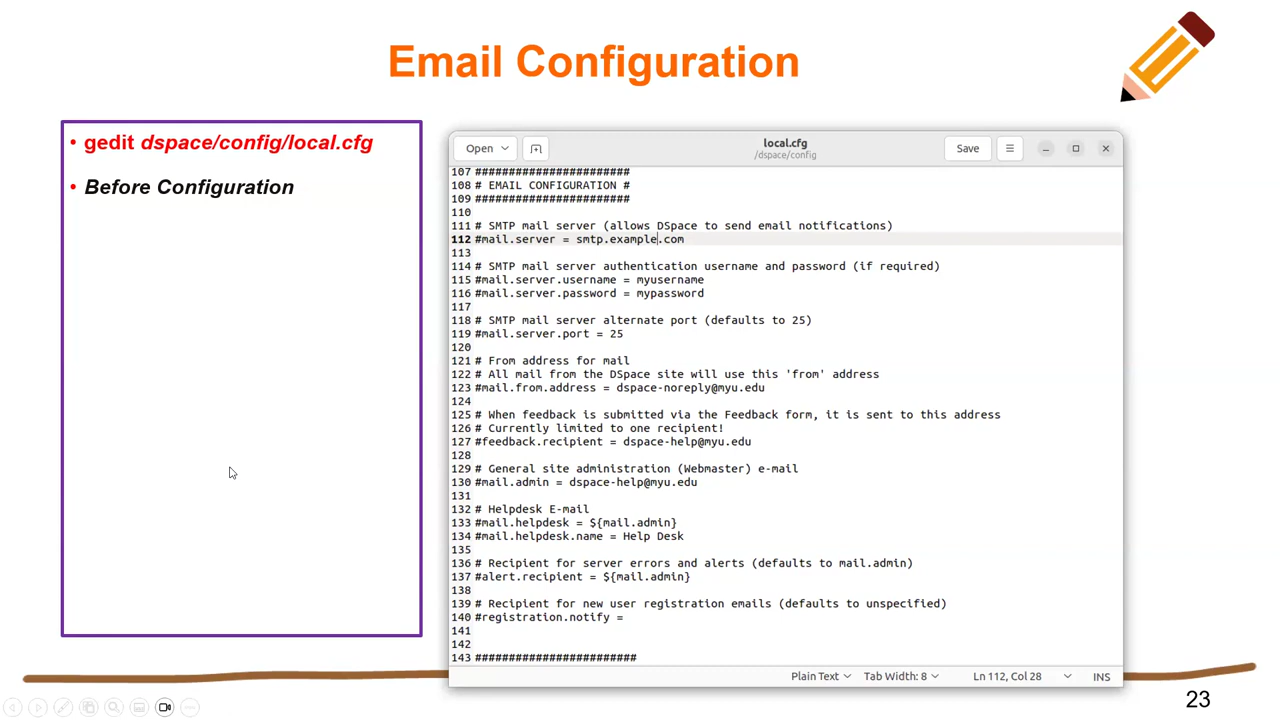 Email Configuration
• gedit dspace/config/local.cfg
• Before Configuration
Open
local.cfg
/dspace/config
Save
107 #######################
108 # EMAIL CONFIGURATION #
109 #######################
110
111 # SMTP mail server (allows DSpace to send email notifications)
112 #mail.server = smtp.example.com
113
114 # SMTP mail server authentication username and password (if required)
115 #mail.server.username = myusername
116 #mail.server.password = mypassword
117
118 # SMTP mail server alternate port (defaults to 25)
119 #mail.server.port = 25
120
121 # From address for mail
122 # All mail from the DSpace site will use this 'from' address
123 #mail.from.address = dspace-noreply@myu.edu
124
125 # When feedback is submitted via the Feedback form, it is sent to this address
126 # Currently limited to one recipient!
127 #feedback.recipient = dspace-help@myu.edu
128
129 # General site administration (Webmaster) e-mail
130 #mail.admin = dspace-help@myu.edu
131
132 # Helpdesk E-mail
133 #mail.helpdesk = ${mail.admin}
134 #mail.helpdesk.name = Help Desk
135
136 # Recipient for server errors and alerts (defaults to mail.admin)
137 #alert.recipient = ${mail.admin}
138
139 # Recipient for new user registration emails (defaults to unspecified)
140 #registration.notify =
141
142
143 ########################
Plain Text
Tab Width: 8
Ln 112, Col 28
INS
23